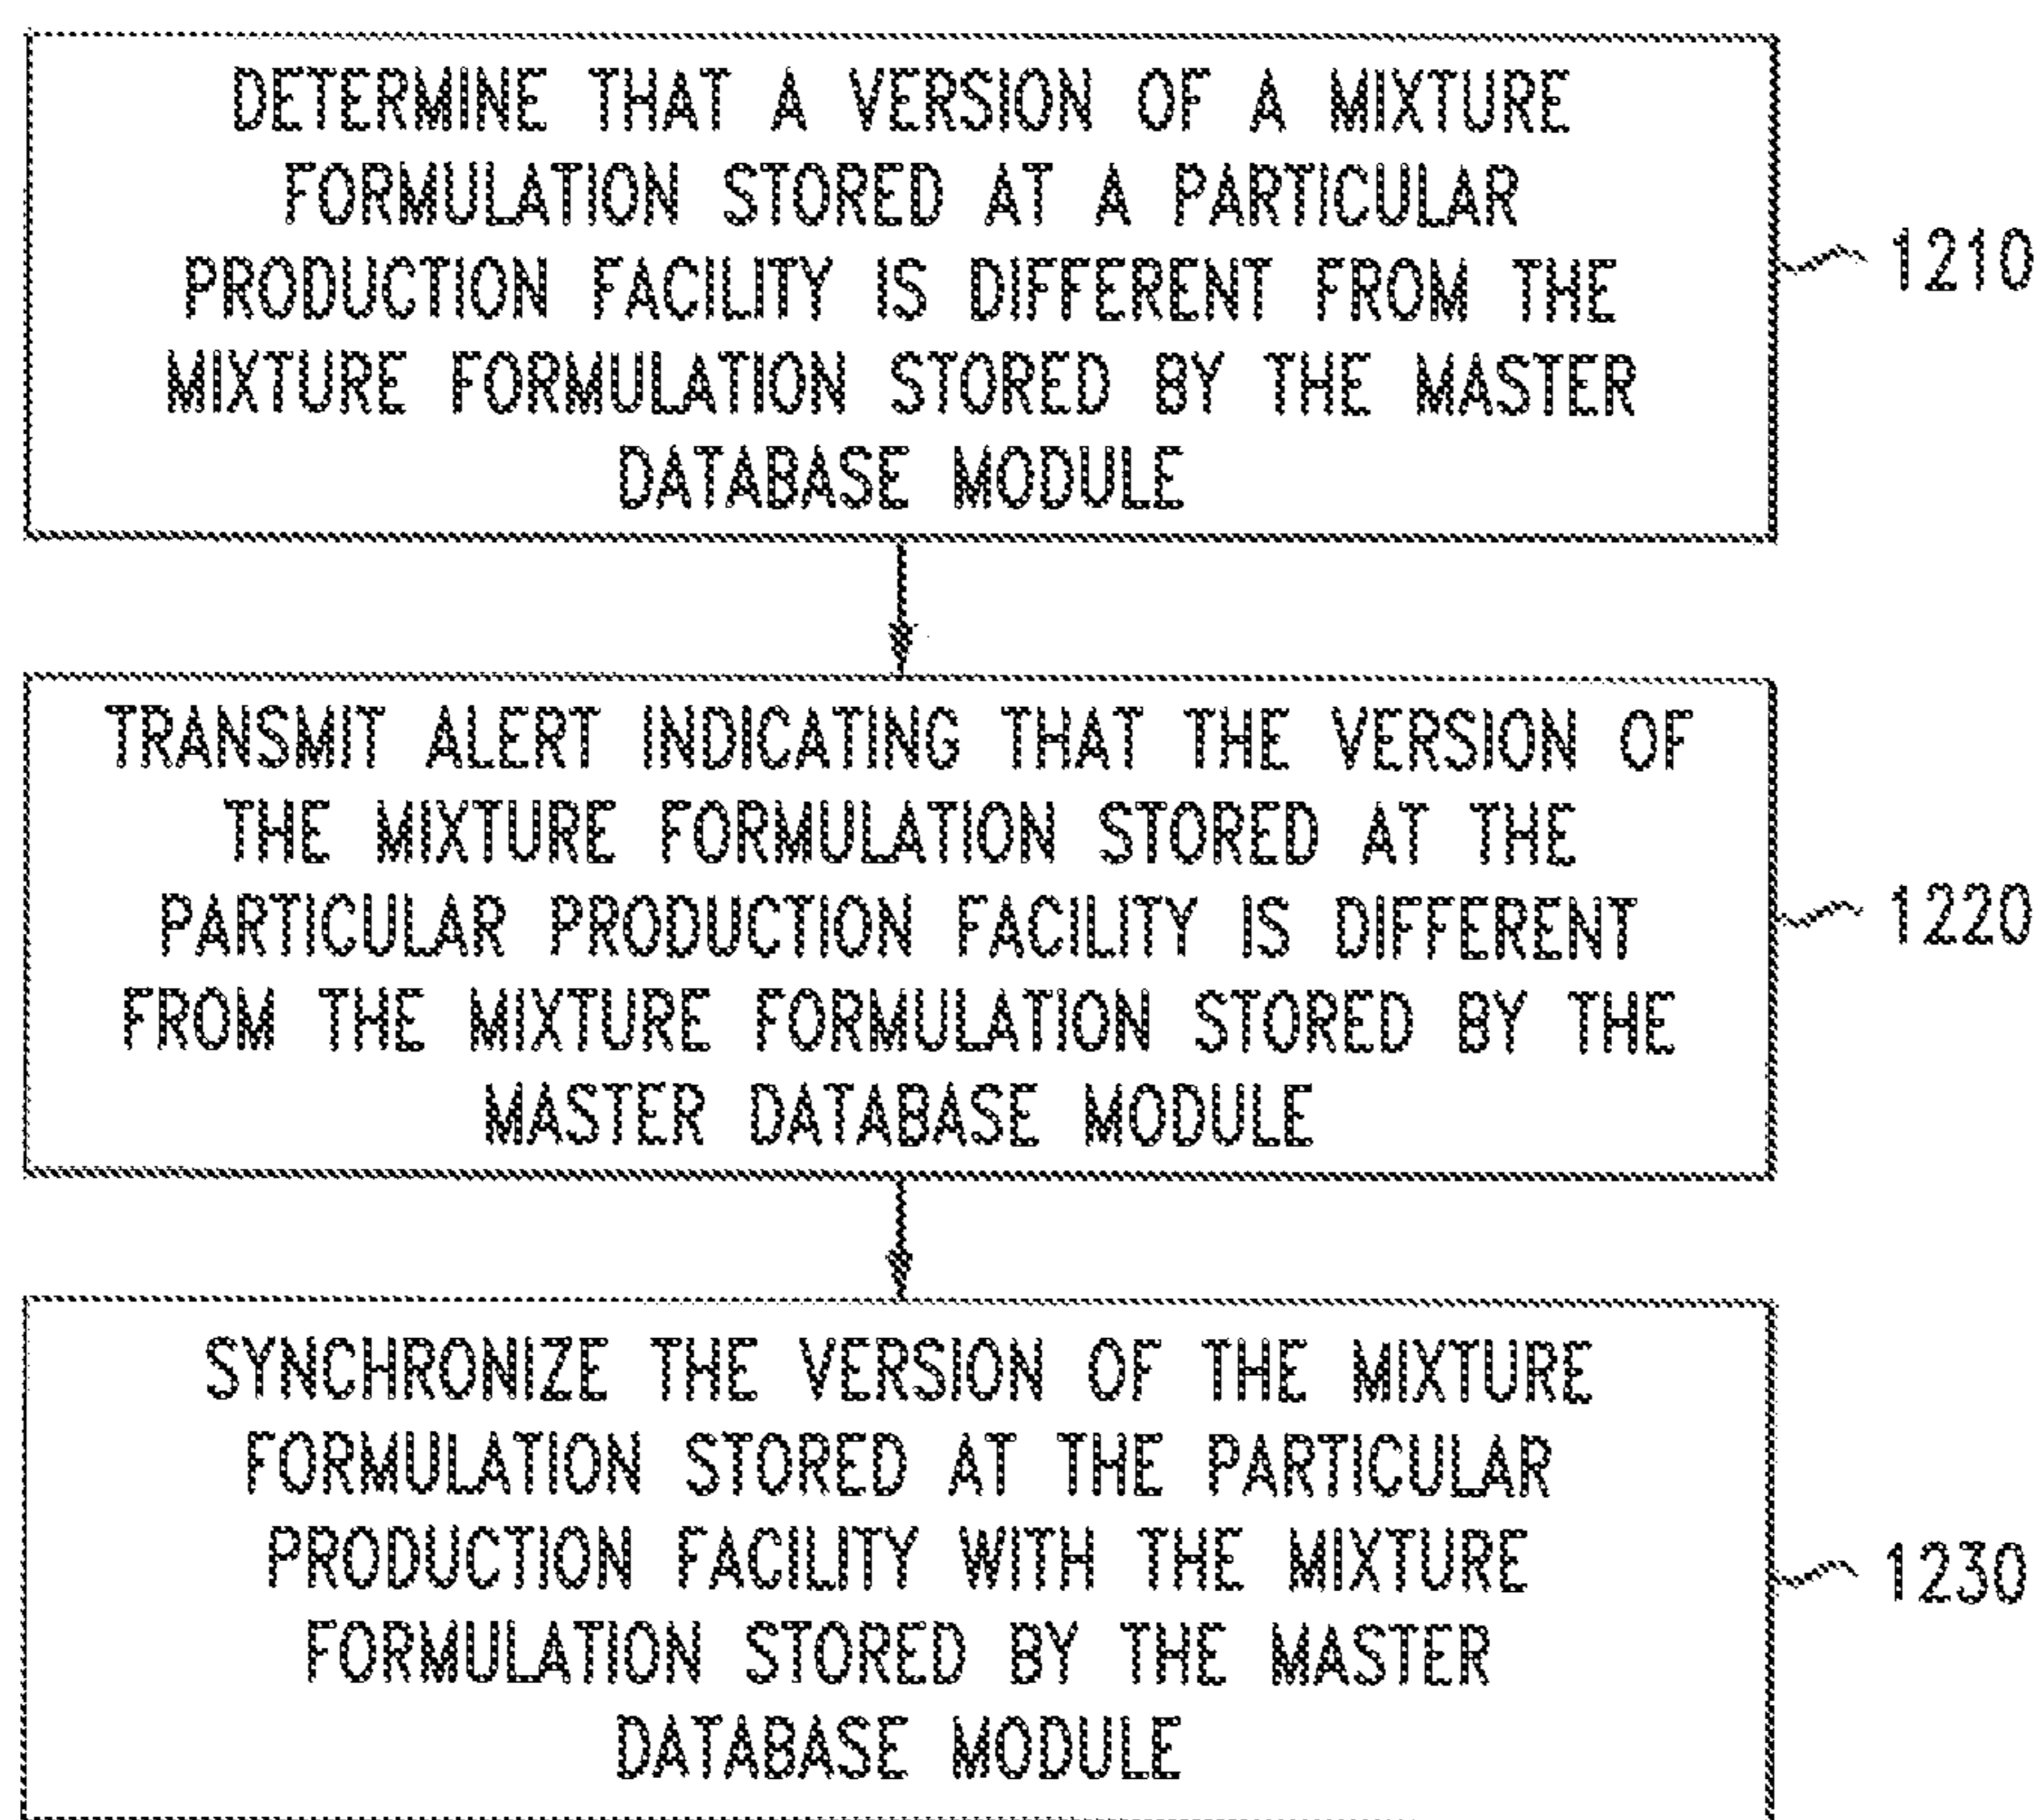 DETERMINE THAT A VERSION OF A MIXTURE
FORMULATION STORED AT A PARTICULAR
PRODUCTION FACILITY IS DIFFERENT FROM THE
MIXTURE FORMULATION STORED BY THE MASTER
DATABASE MODULE
1210
TRANSMIT ALERT INDICATING THAT THE VERSION OF
THE MIXTURE FORMULATION STORED AT THE
PARTICULAR PRODUCTION FACILITY IS DIFFERENT
FROM THE MIXTURE FORMULATION STORED BY THE
MASTER DATABASE MODULE
1220
SYNCHRONIZE THE VERSION OF THE MIXTURE
FORMULATION STORED AT THE PARTICULAR
PRODUCTION FACILITY WITH THE MIXTURE
FORMULATION STORED BY THE MASTER
DATABASE MODULE
1230